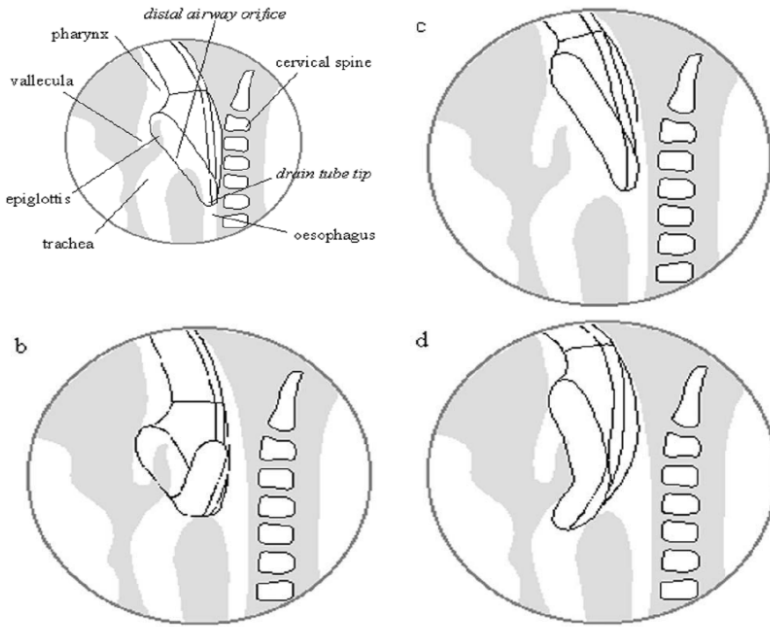 distal airway orifice
pharynx
cervical spine
vallecula
epiglottis
drain tube tip
trachea
oesophagus
c
b
d